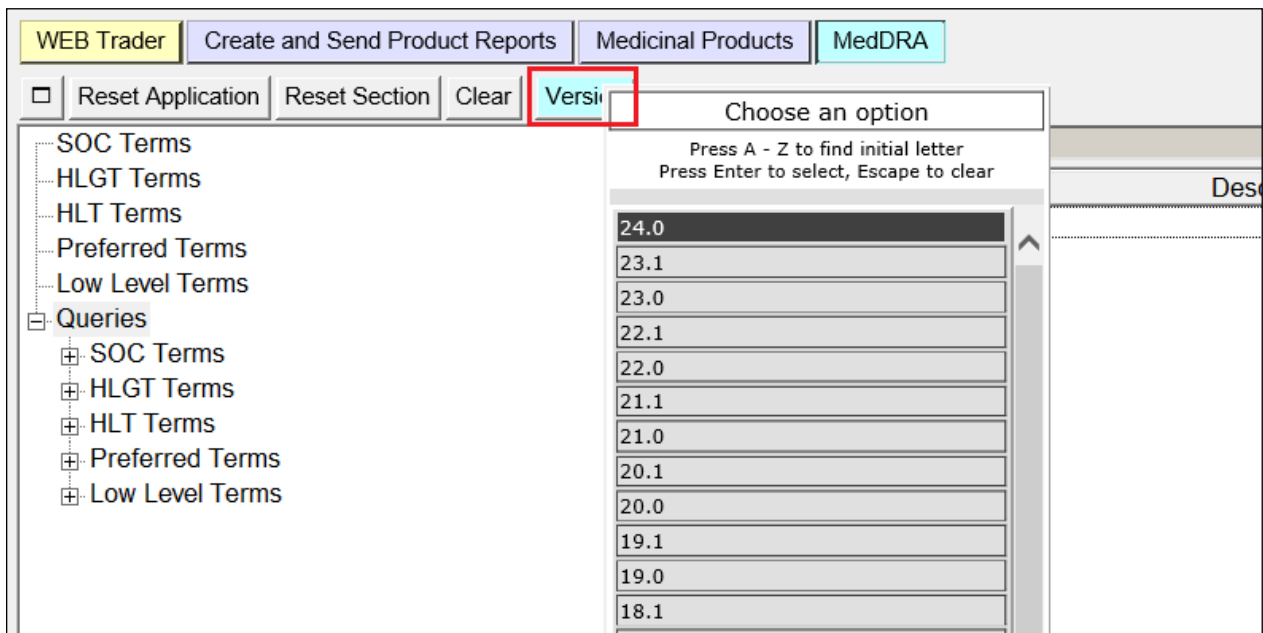 WEB Trader Create and Send Product Reports Medicinal Products MedDRA
Reset Application Reset Section Clear
Choose an option
Press A - Z to find initial letter
Press Enter to select, Escape to clear
SOC Terms
HLGT Terms
HLT Terms
Preferred Terms
Low Level Terms
Queries
SOC Terms
HLGT Terms
HLT Terms
Preferred Terms
Low Level Terms
24.0
23.1
23.0
22.1
22.0
21.1
21.0
20.1
20.0
19.1
19.0
18.1